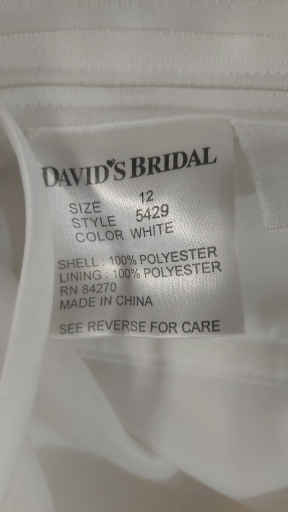 DAVID'S BRIDAL
SIZE 12
STYLE 5429
COLOR WHITE
SHELL : 100% POLYESTER
LINING : 100% POLYESTER
RN 84270
MADE IN CHINA
SEE REVERSE FOR CARE